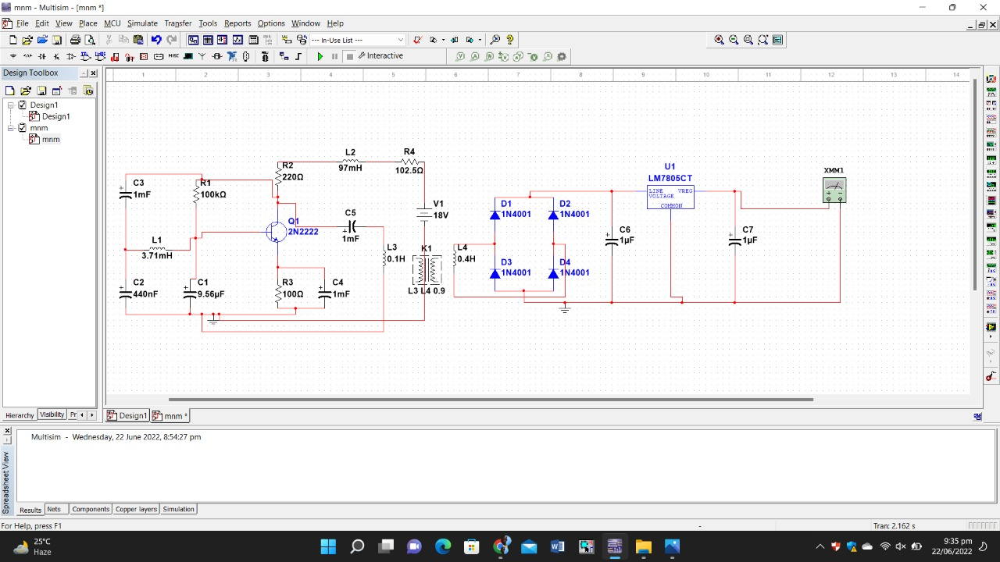 mnm - Multisim - [mnm *]
File Edit View Place MCU Simulate Transfer Tools Reports Options Window Help
--- In-Use List ---
Interactive
Design Toolbox
Design1
Design1
mnm
mnm
Hierarchy Visibility Pr
1 2 3 4 5 6 7 8 9 10 11 12 13 14
C3
1mF
R1
100kΩ
R2
220Ω
L2
97mH
R4
102.5Ω
V1
18V
Q1
2N2222
C5
1mF
L1
3.71mH
C2
440nF
C1
9.56µF
R3
100Ω
C4
1mF
L3
0.1H
K1
L3 L4 0.9
L4
0.4H
D1
1N4001
D2
1N4001
D3
1N4001
D4
1N4001
C6
1µF
U1
LM7805CT
LINE
VOLTAGE
VREG
COMMON
C7
1µF
XMM1
Design1 mnm *
Multisim - Wednesday, 22 June 2022, 8:54:27 pm
Spreadsheet View
Results Nets Components Copper layers Simulation
For Help, press F1
-
Tran: 2.162 s
25°C
Haze
9:35 pm
22/06/2022